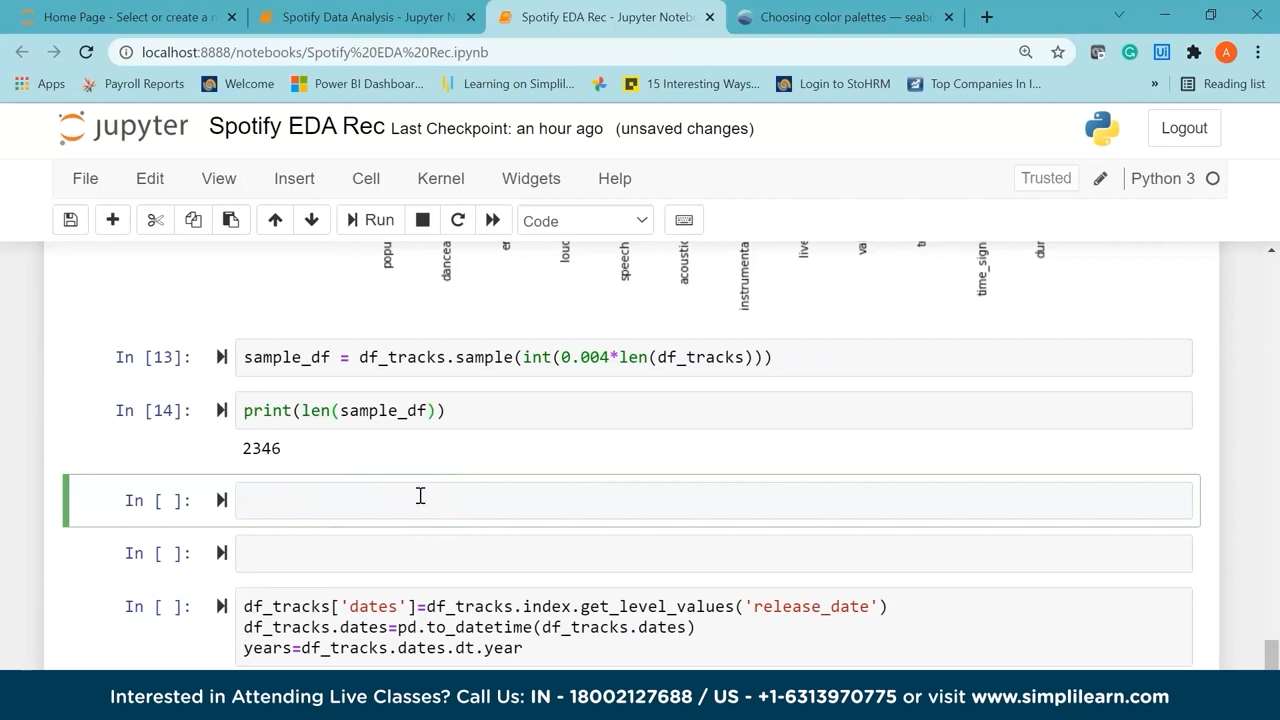 Home Page - Select or create a n
Spotify Data Analysis - Jupyter N
Spotify EDA Rec - Jupyter Notebo
Choosing color palettes — seabo
localhost:8888/notebooks/Spotify%20EDA%20Rec.ipynb
A
Apps
Payroll Reports
Welcome
Power BI Dashboar...
Learning on Simplil...
15 Interesting Ways...
Login to StoHRM
Top Companies In I...
»
Reading list
jupyter
Spotify EDA Rec Last Checkpoint: an hour ago (unsaved changes)
Logout
File Edit View Insert Cell Kernel Widgets Help
Trusted
Python 3
Run
Code
popu
dancea
er
louc
speech
acoustic
instrumenta
live
va
time_sign
dur
In [13]: sample_df = df_tracks.sample(int(0.004*len(df_tracks)))
In [14]: print(len(sample_df))
2346
In [ ]:
In [ ]:
In [ ]: df_tracks['dates']=df_tracks.index.get_level_values('release_date')
df_tracks.dates=pd.to_datetime(df_tracks.dates)
years=df_tracks.dates.dt.year
Interested in Attending Live Classes? Call Us: IN - 18002127688 / US - +1-6313970775 or visit www.simplilearn.com